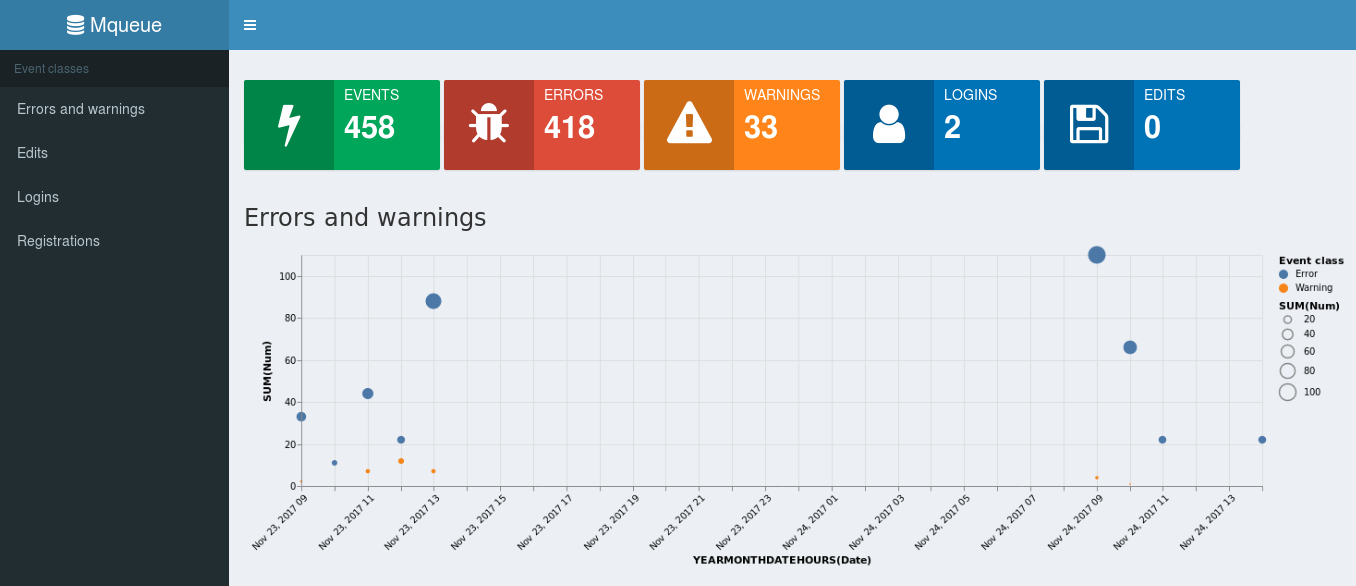 Mqueue
Event classes
Errors and warnings
Edits
Logins
Registrations
EVENTS
458
ERRORS
418
WARNINGS
33
LOGINS
2
EDITS
0
Errors and warnings
SUM(Num)
100
80
60
40
20
0
Nov 23, 2017 09
Nov 23, 2017 11
Nov 23, 2017 13
Nov 23, 2017 15
Nov 23, 2017 17
Nov 23, 2017 19
Nov 23, 2017 21
Nov 23, 2017 23
Nov 24, 2017 01
Nov 24, 2017 03
Nov 24, 2017 05
Nov 24, 2017 07
Nov 24, 2017 09
Nov 24, 2017 11
Nov 24, 2017 13
YEARMONTHDATEHOURS(Date)
Event class
Error
Warning
SUM(Num)
20
40
60
80
100